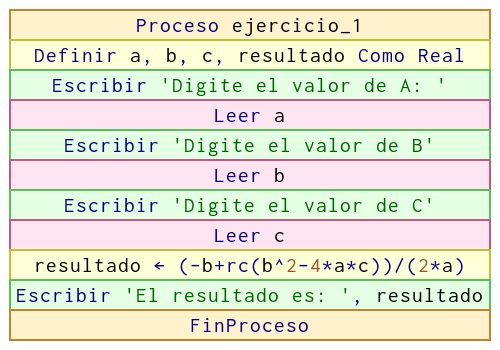 Proceso ejercicio_1
Definir a, b, c, resultado Como Real
Escribir 'Digite el valor de A: '
Leer a
Escribir 'Digite el valor de B'
Leer b
Escribir 'Digite el valor de C'
Leer c
resultado ← (-b+rc(b^2-4*a*c))/(2*a)
Escribir 'El resultado es: ', resultado
FinProceso